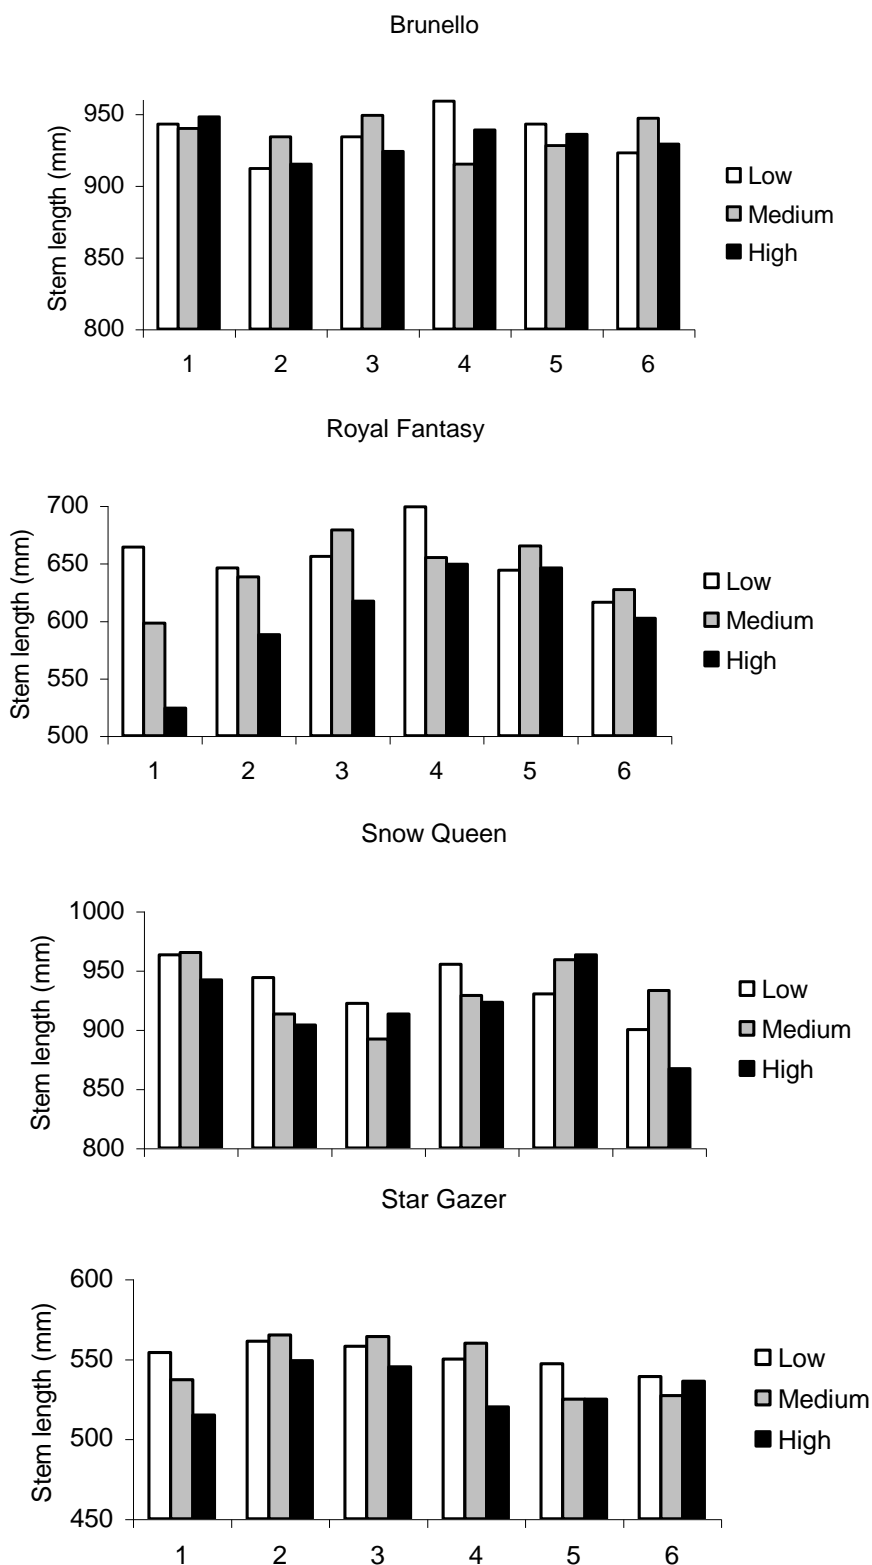 Brunello
950
900
850
800
Stem length (mm)
Low
Medium
High
1 2 3 4 5 6
Royal Fantasy
700
650
600
550
500
Stem length (mm)
Low
Medium
High
1 2 3 4 5 6
Snow Queen
1000
950
900
850
800
Stem length (mm)
Low
Medium
High
Star Gazer
600
550
500
450
Stem length (mm)
Low
Medium
High
1 2 3 4 5 6